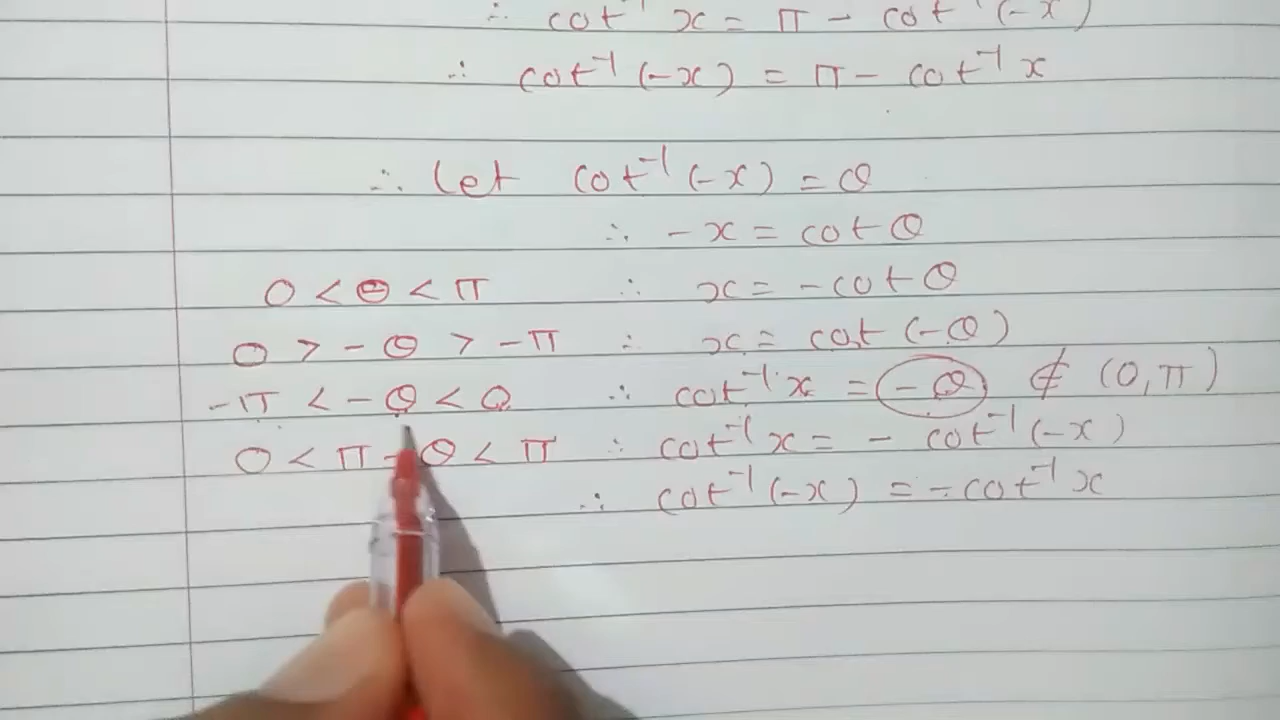 ∴ cot⁻¹ x = π - cot⁻¹ (-x)
∴ cot⁻¹ (-x) = π - cot⁻¹ x
∴ Let cot⁻¹ (-x) = θ
∴ -x = cot θ
0 < θ < π ∴ x = -cot θ
0 > -θ > -π ∴ x = cot (-θ)
-π < -θ < 0 ∴ cot⁻¹ x = -θ ∉ (0, π)
0 < π - θ < π ∴ cot⁻¹ x = - cot⁻¹ (-x)
∴ cot⁻¹ (-x) = -cot⁻¹ x